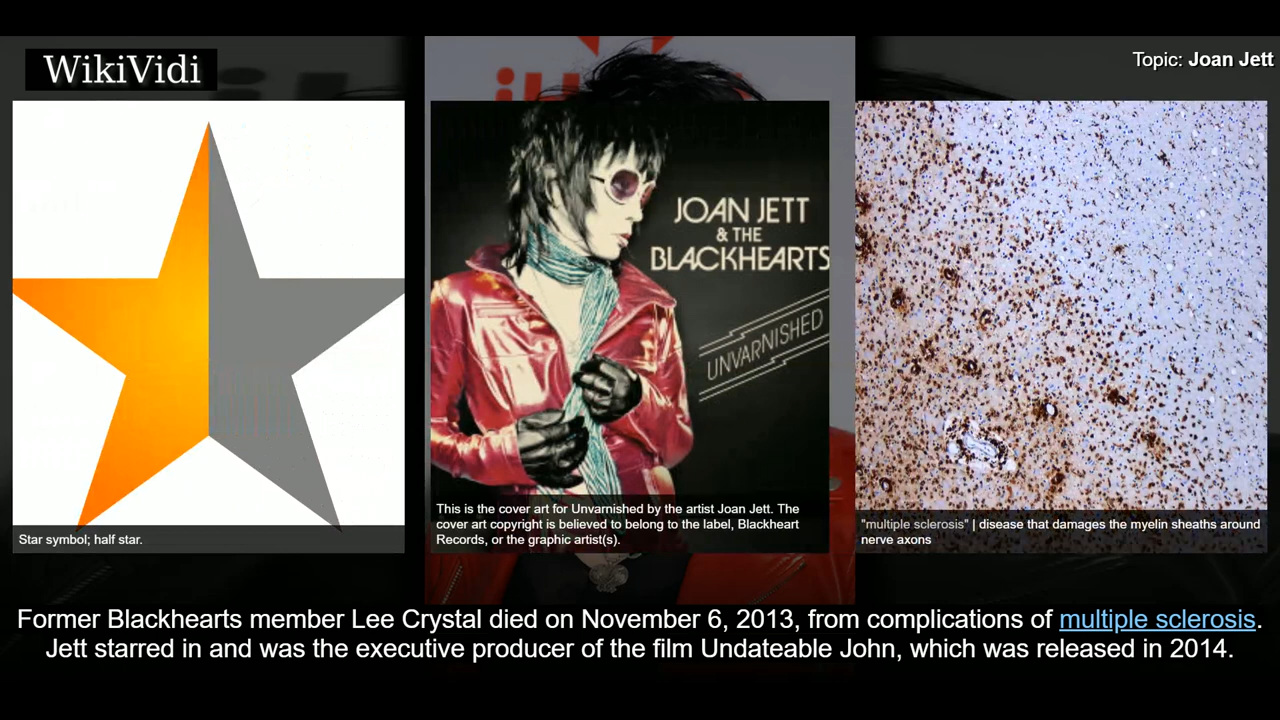 WikiVidi
Topic: Joan Jett
JOAN JETT
& THE
BLACKHEARTS
UNVARNISHED
Star symbol; half star.
This is the cover art for Unvarnished by the artist Joan Jett. The
cover art copyright is believed to belong to the label, Blackheart
Records, or the graphic artist(s).
"multiple sclerosis" | disease that damages the myelin sheaths around
nerve axons
Former Blackhearts member Lee Crystal died on November 6, 2013, from complications of multiple sclerosis.
Jett starred in and was the executive producer of the film Undateable John, which was released in 2014.